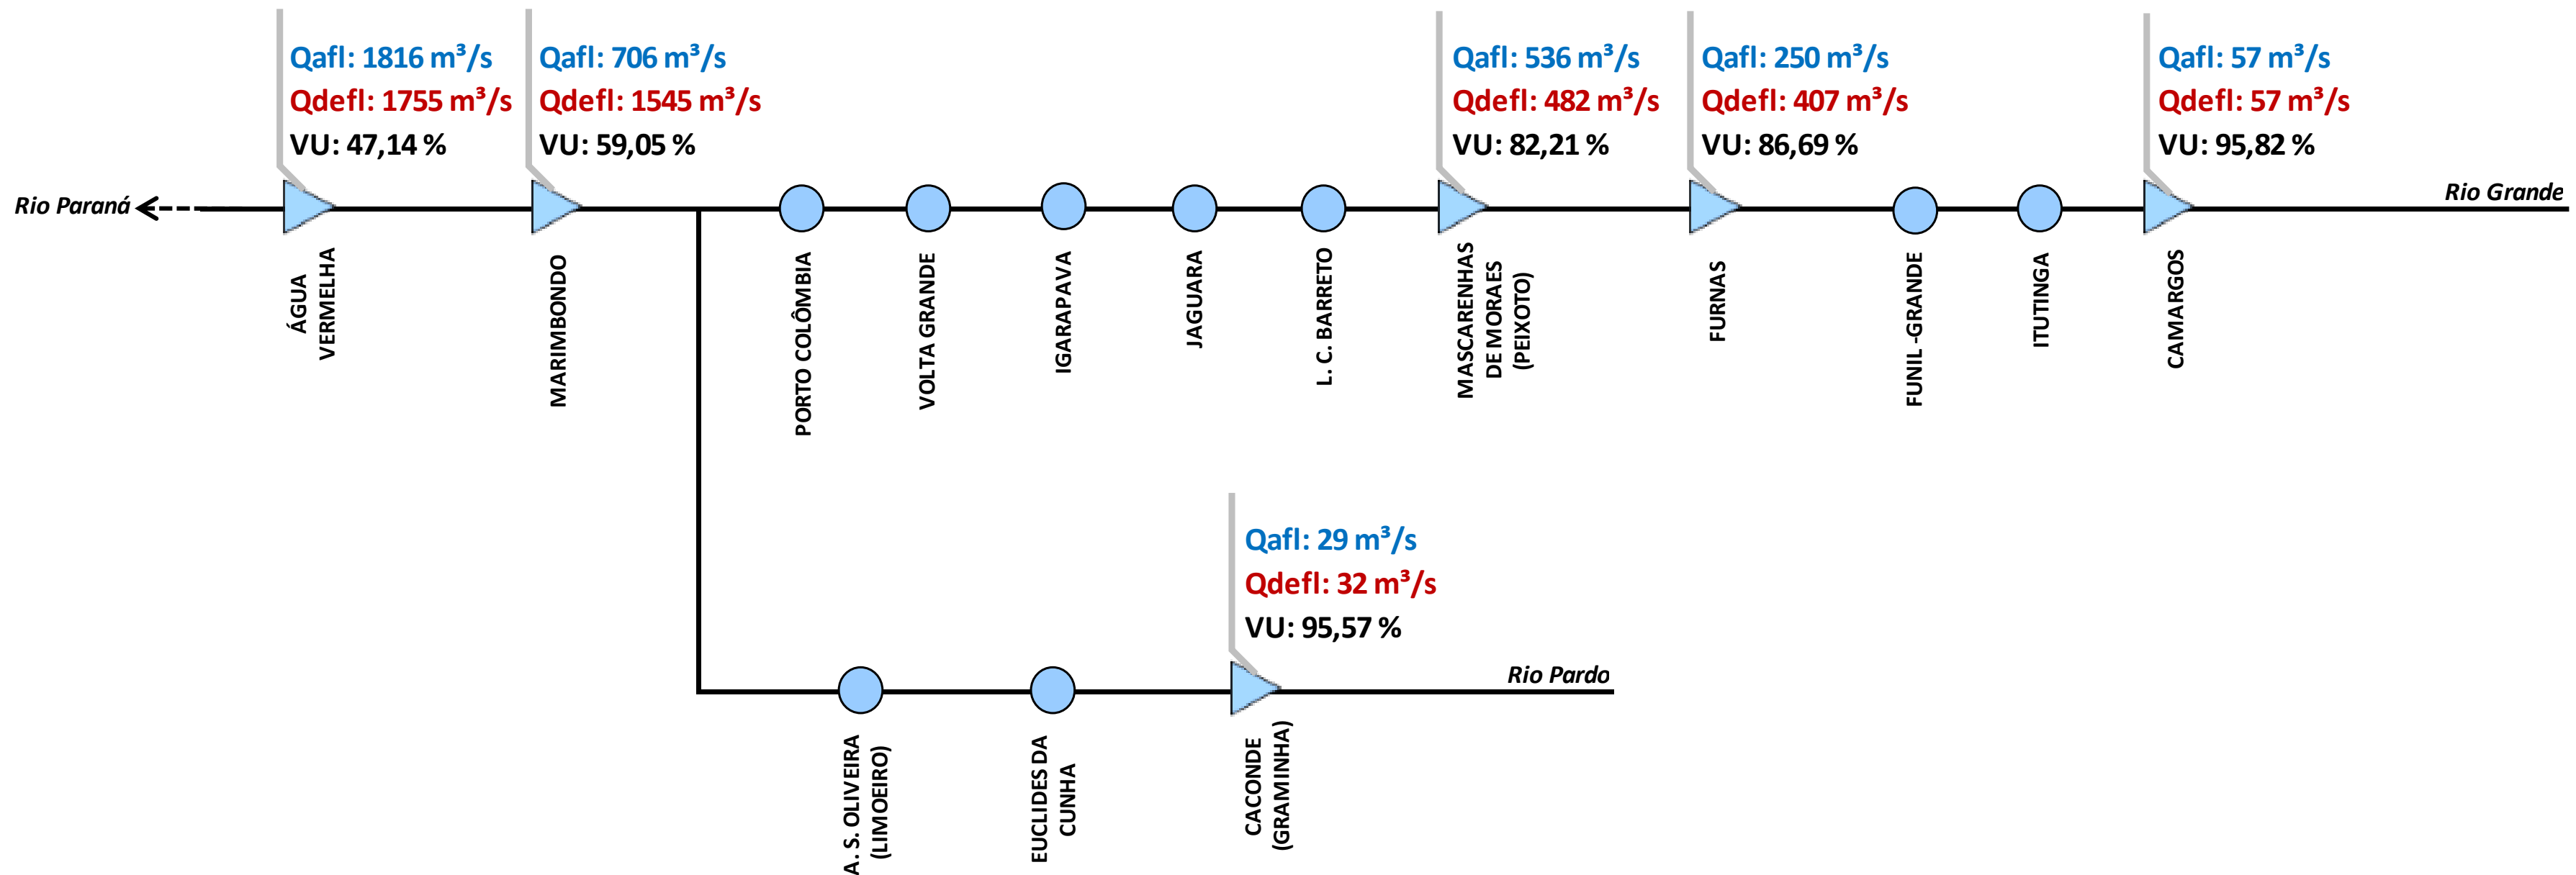 Qafl: 1816 m³/s
Qdefl: 1755 m³/s
VU: 47,14 %
Qafl: 706 m³/s
Qdefl: 1545 m³/s
VU: 59,05 %
Qafl: 536 m³/s
Qdefl: 482 m³/s
VU: 82,21 %
Qafl: 250 m³/s
Qdefl: 407 m³/s
VU: 86,69 %
Qafl: 57 m³/s
Qdefl: 57 m³/s
VU: 95,82 %
Rio Paraná
Rio Grande
ÁGUA
VERMELHA
MARIMBONDO
PORTO COLÔMBIA
VOLTA GRANDE
IGARAPAVA
JAGUARA
L. C. BARRETO
MASCARENHAS
DE MORAES
(PEIXOTO)
FURNAS
FUNIL -GRANDE
ITUTINGA
CAMARGOS
Qafl: 29 m³/s
Qdefl: 32 m³/s
VU: 95,57 %
Rio Pardo
A. S. OLIVEIRA
(LIMOEIRO)
EUCLIDES DA
CUNHA
CACONDE
(GRAMINHA)